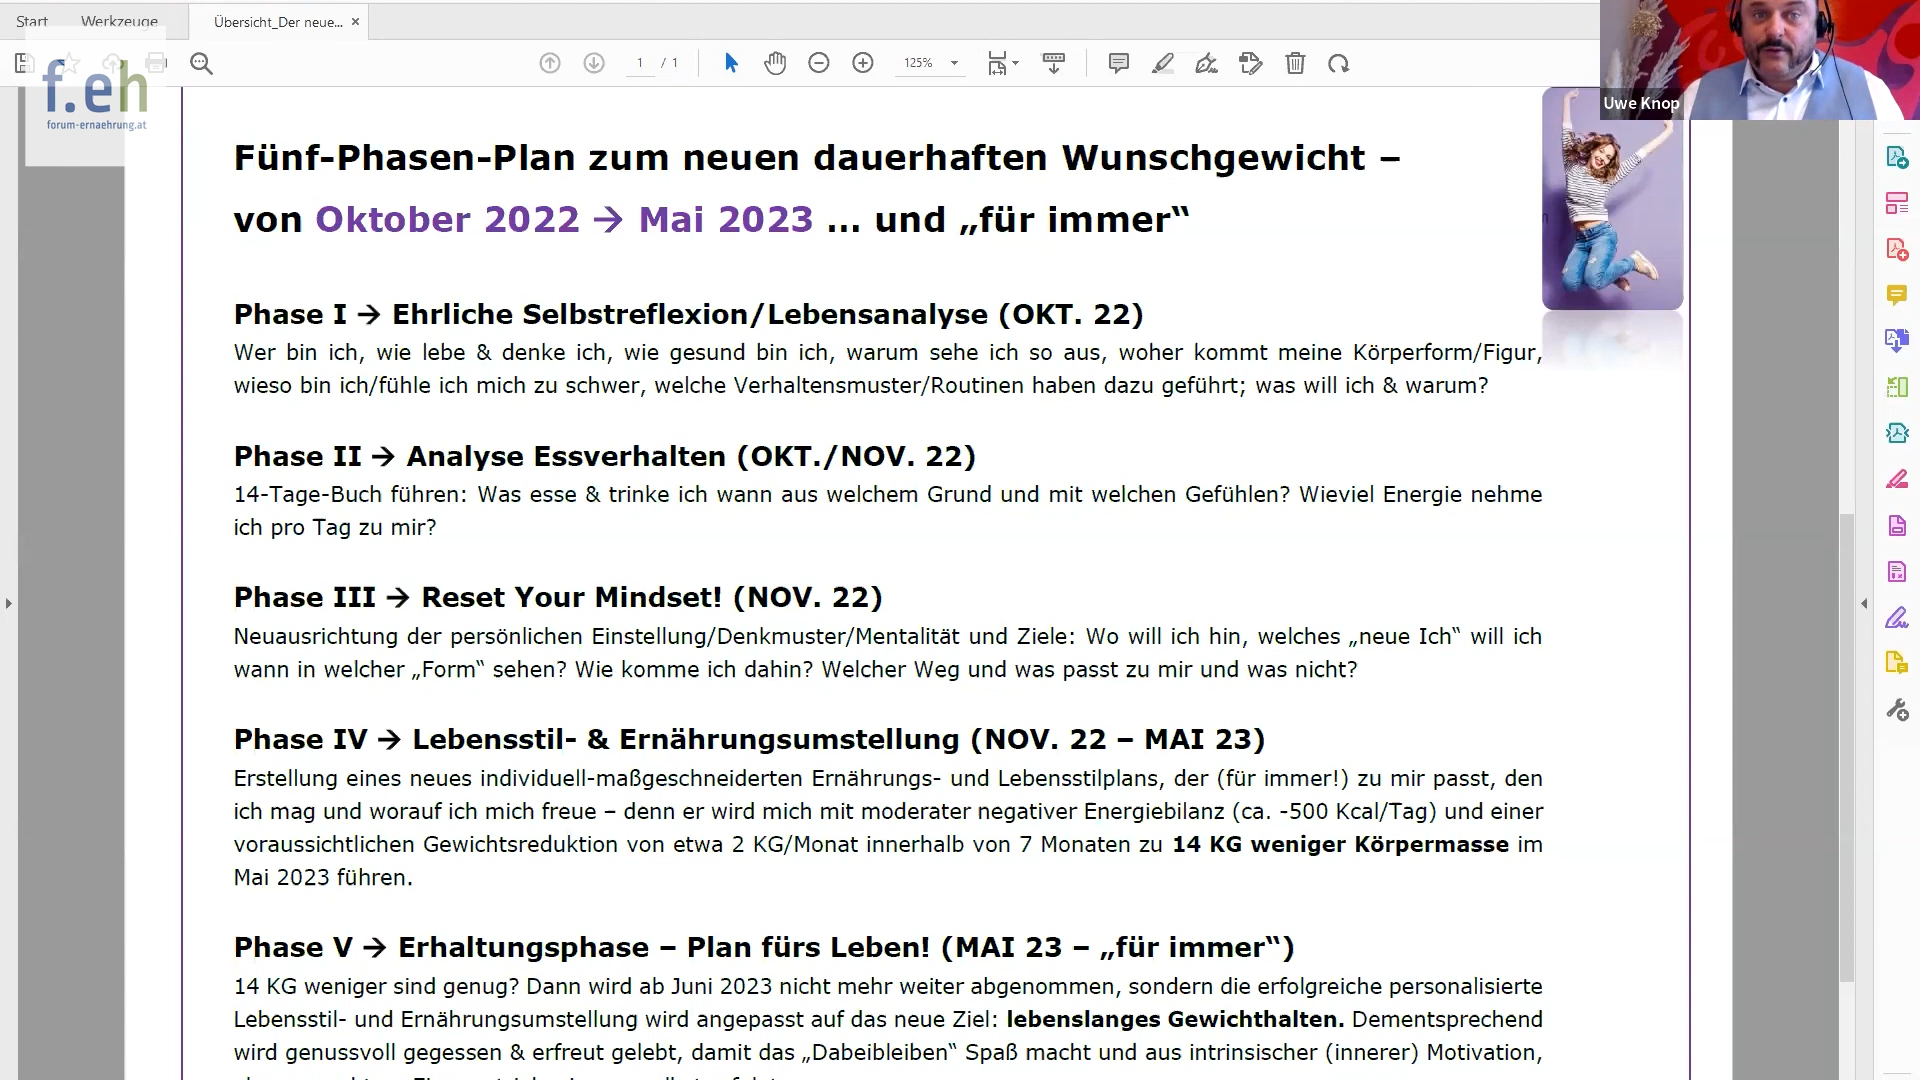 Start
Werkzeuge
Übersicht_Der neue...
1 / 1
125%
f.eh
forum-ernaehrung.at
Uwe Knop
Fünf-Phasen-Plan zum neuen dauerhaften Wunschgewicht –
von Oktober 2022 → Mai 2023 ... und „für immer“
Phase I → Ehrliche Selbstreflexion/Lebensanalyse (OKT. 22)
Wer bin ich, wie lebe & denke ich, wie gesund bin ich, warum sehe ich so aus, woher kommt meine Körperform/Figur,
wieso bin ich/fühle ich mich zu schwer, welche Verhaltensmuster/Routinen haben dazu geführt; was will ich & warum?
Phase II → Analyse Essverhalten (OKT./NOV. 22)
14-Tage-Buch führen: Was esse & trinke ich wann aus welchem Grund und mit welchen Gefühlen? Wieviel Energie nehme
ich pro Tag zu mir?
Phase III → Reset Your Mindset! (NOV. 22)
Neuausrichtung der persönlichen Einstellung/Denkmuster/Mentalität und Ziele: Wo will ich hin, welches „neue Ich“ will ich
wann in welcher „Form“ sehen? Wie komme ich dahin? Welcher Weg und was passt zu mir und was nicht?
Phase IV → Lebensstil- & Ernährungsumstellung (NOV. 22 – MAI 23)
Erstellung eines neues individuell-maßgeschneiderten Ernährungs- und Lebensstilplans, der (für immer!) zu mir passt, den
ich mag und worauf ich mich freue – denn er wird mich mit moderater negativer Energiebilanz (ca. -500 Kcal/Tag) und einer
voraussichtlichen Gewichtsreduktion von etwa 2 KG/Monat innerhalb von 7 Monaten zu 14 KG weniger Körpermasse im
Mai 2023 führen.
Phase V → Erhaltungsphase – Plan fürs Leben! (MAI 23 – „für immer“)
14 KG weniger sind genug? Dann wird ab Juni 2023 nicht mehr weiter abgenommen, sondern die erfolgreiche personalisierte
Lebensstil- und Ernährungsumstellung wird angepasst auf das neue Ziel: lebenslanges Gewichthalten. Dementsprechend
wird genussvoll gegessen & erfreut gelebt, damit das „Dabeibleiben“ Spaß macht und aus intrinsischer (innerer) Motivation,